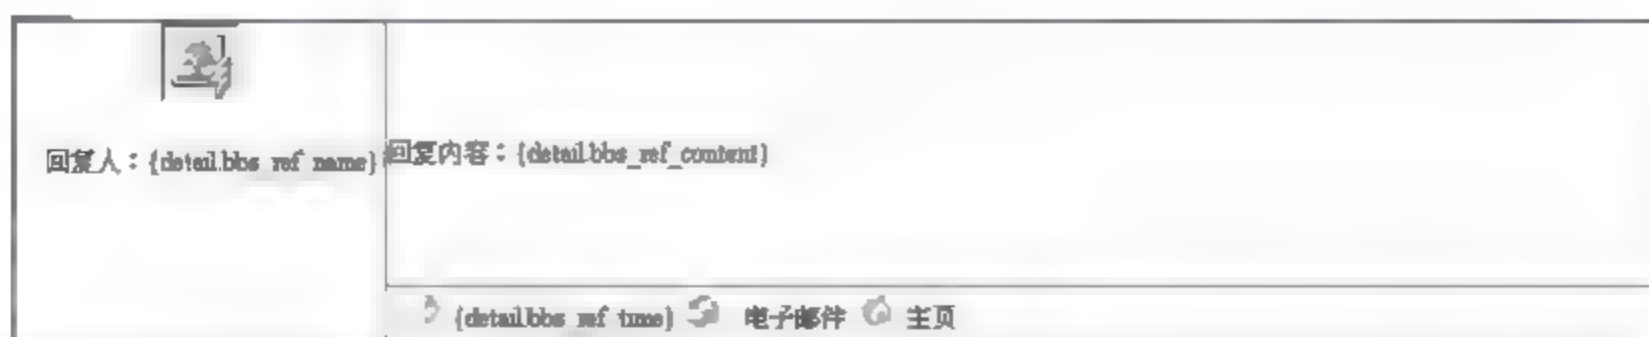 回复人：{detail.bbs_ref_name}
回复内容：{detail.bbs_ref_content}
{detail.bbs_ref_time} 电子邮件 主页